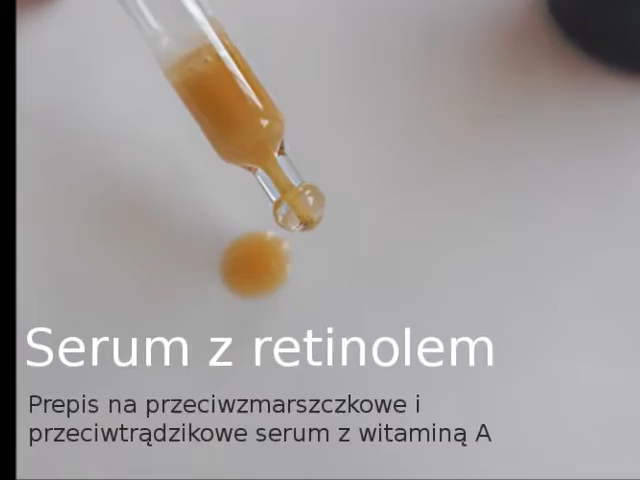 Serum z retinolem
Prepis na przeciwzmarszczkowe i
przeciwtrądzikowe serum z witaminą A